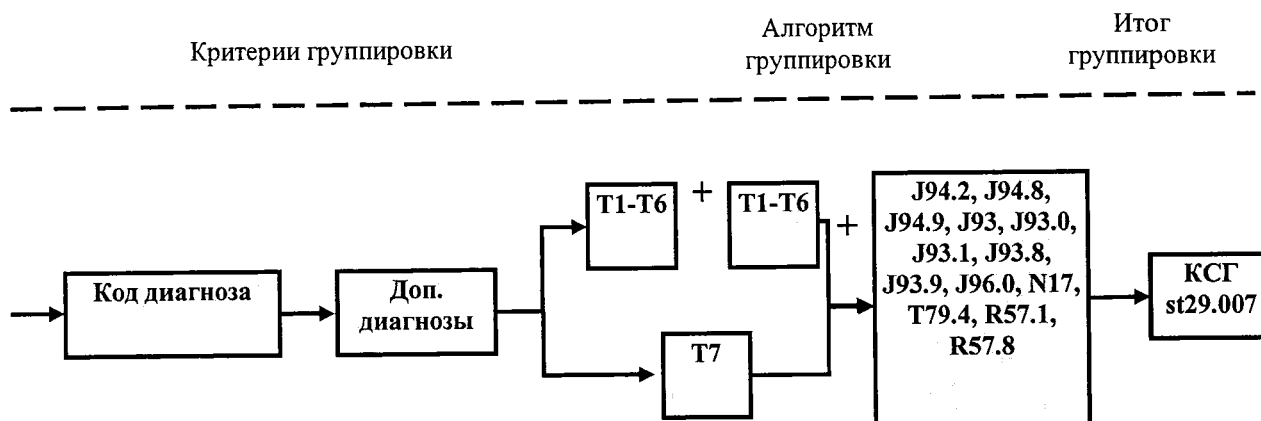 Критерии группировки
Алгоритм
группировки
Итог
группировки
Код диагноза
Доп.
диагнозы
T1-T6
+
T1-T6
+
T7
J94.2, J94.8,
J94.9, J93, J93.0,
J93.1, J93.8,
J93.9, J96.0, N17,
T79.4, R57.1,
R57.8
КСГ
st29.007